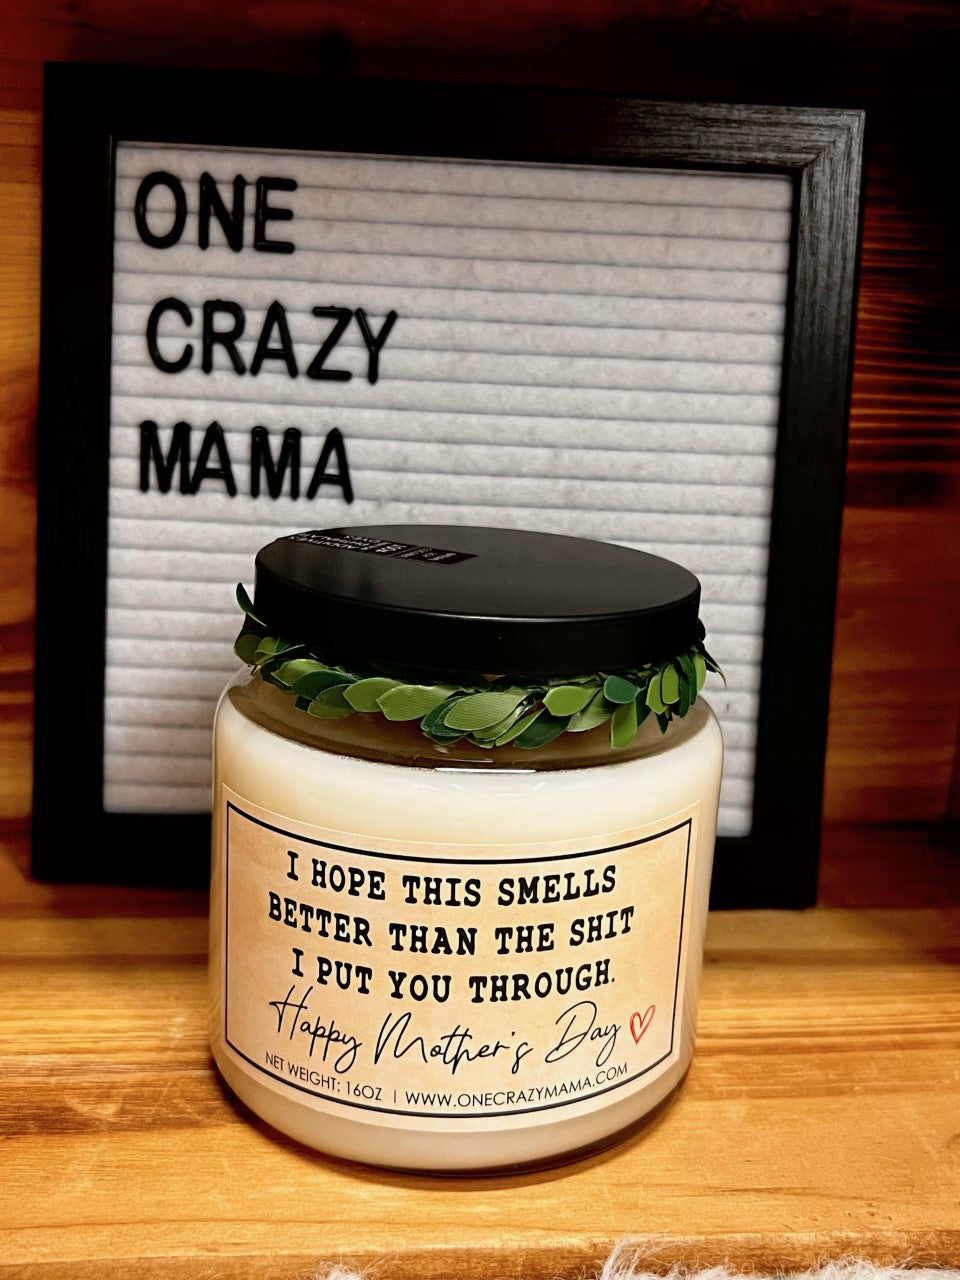 ONE
CRAZY
MAMA
I HOPE THIS SMELLS
BETTER THAN THE SHIT
I PUT YOU THROUGH.
Happy Mother's Day
NET WEIGHT: 16OZ | WWW.ONECRAZYMAMA.COM